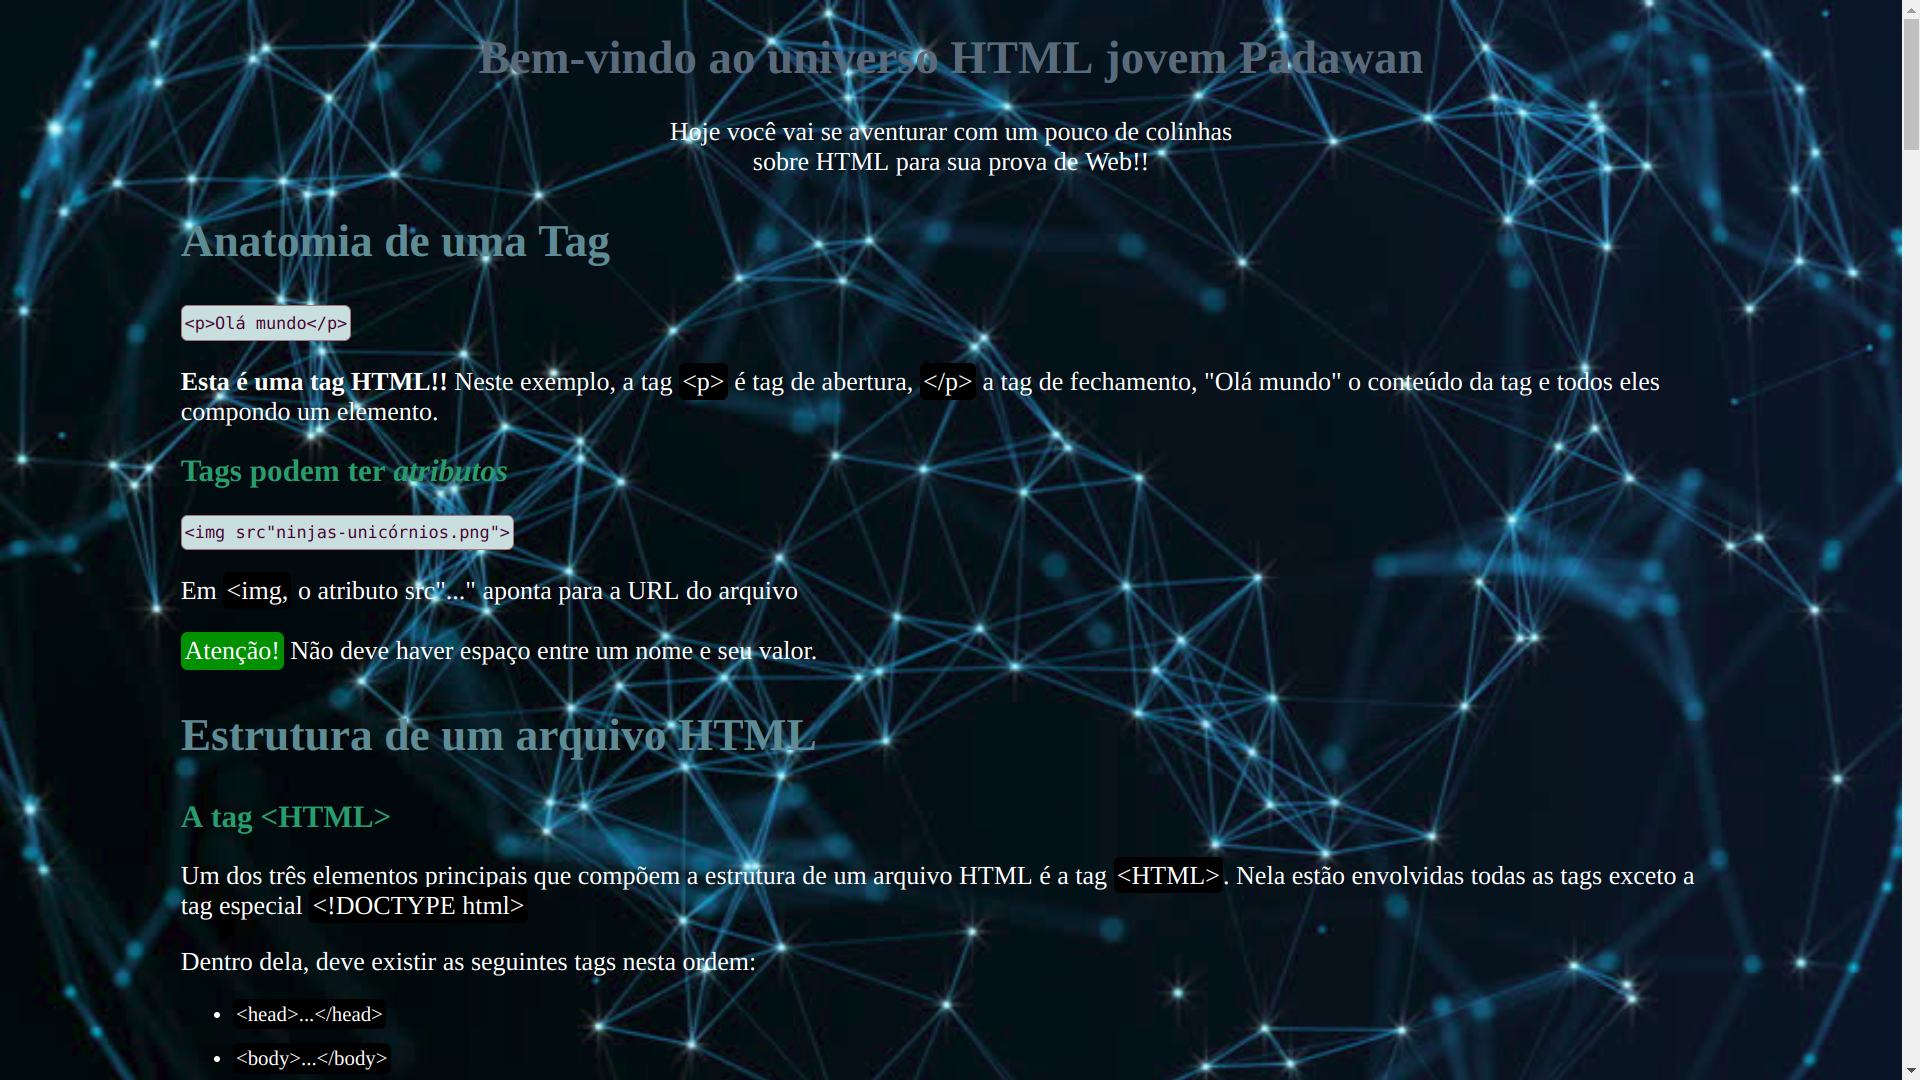 Bem-vindo ao universo HTML jovem Padawan
Hoje você vai se aventurar com um pouco de colinhas
sobre HTML para sua prova de Web!!
Anatomia de uma Tag
<p>Olá mundo</p>
Esta é uma tag HTML!! Neste exemplo, a tag <p> é tag de abertura, </p> a tag de fechamento, "Olá mundo" o conteúdo da tag e todos eles
compondo um elemento.
Tags podem ter atributos
<img src"ninjas-unicórnios.png">
Em <img, o atributo src"..." aponta para a URL do arquivo
Atenção! Não deve haver espaço entre um nome e seu valor.
Estrutura de um arquivo HTML
A tag <HTML>
Um dos três elementos principais que compõem a estrutura de um arquivo HTML é a tag <HTML>. Nela estão envolvidas todas as tags exceto a
tag especial <!DOCTYPE html>
Dentro dela, deve existir as seguintes tags nesta ordem:
• <head>...</head>
• <body>...</body>